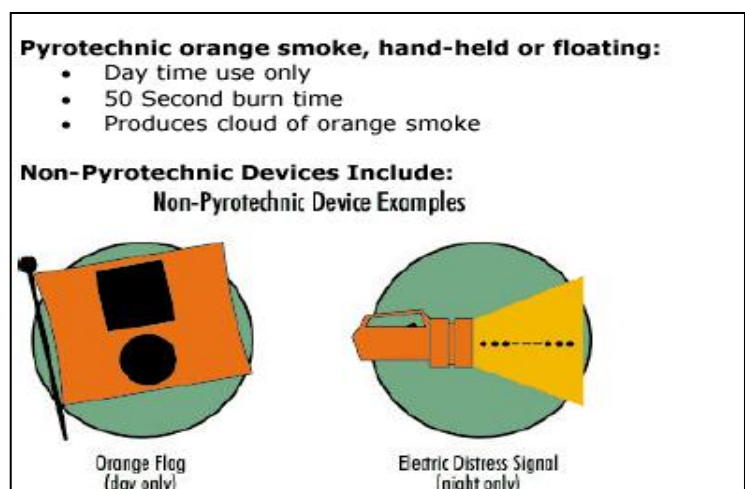 Pyrotechnic orange smoke, hand-held or floating:
• Day time use only
• 50 Second burn time
• Produces cloud of orange smoke
Non-Pyrotechnic Devices Include:
Non-Pyrotechnic Device Examples
Orange Flag
(day only)
Electric Distress Signal
(night only)